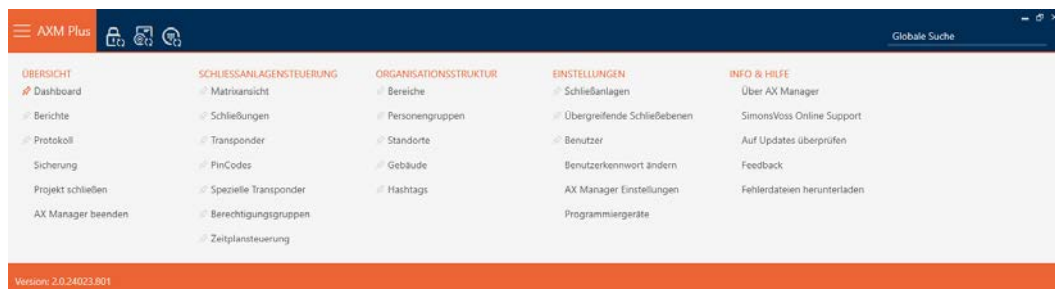 AXM Plus
Globale Suche
ÜBERSICHT
Dashboard
Berichte
Protokoll
Sicherung
Projekt schließen
AX Manager beenden
SCHLIESSANLAGENSTEUERUNG
Matrixansicht
Schließungen
Transponder
PinCodes
Spezielle Transponder
Berechtigungsgruppen
Zeitplansteuerung
ORGANISATIONSSTRUKTUR
Bereiche
Personengruppen
Standorte
Gebäude
Hashtags
EINSTELLUNGEN
Schließanlagen
Übergreifende Schließebenen
Benutzer
Benutzerkennwort ändern
AX Manager Einstellungen
Programmiergeräte
INFO & HILFE
Über AX Manager
SimonsVoss Online Support
Auf Updates überprüfen
Feedback
Fehlerdateien herunterladen
Version: 2.0.24023.801